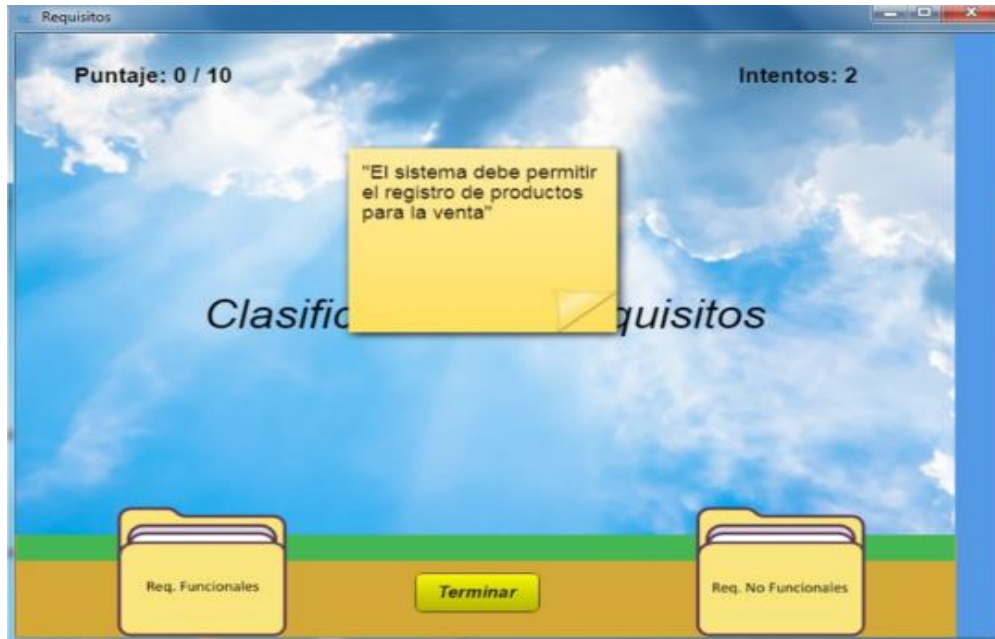 Requisitos
Puntaje: 0 / 10
Intentos: 2
"El sistema debe permitir
el registro de productos
para la venta"
Clasific quisitos
Req. Funcionales
Terminar
Req. No Funcionales